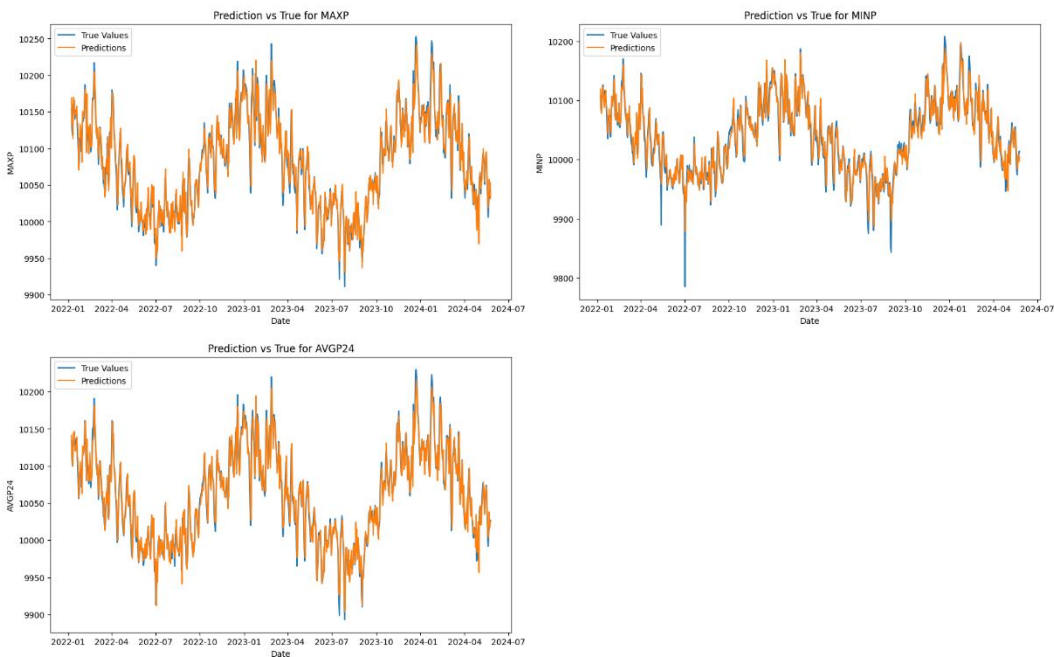 Prediction vs True for MAXP
True Values
Predictions
10250
10200
10150
10100
10050
10000
9950
9900
MAXP
2022-01 2022-04 2022-07 2022-10 2023-01 2023-04 2023-07 2023-10 2024-01 2024-04 2024-07
Date
Prediction vs True for MINP
True Values
Predictions
10200
10100
10000
9900
9800
MINP
2022-01 2022-04 2022-07 2022-10 2023-01 2023-04 2023-07 2023-10 2024-01 2024-04 2024-07
Date
Prediction vs True for AVGP24
True Values
Predictions
10200
10150
10100
10050
10000
9950
9900
AVGP24
2022-01 2022-04 2022-07 2022-10 2023-01 2023-04 2023-07 2023-10 2024-01 2024-04 2024-07
Date